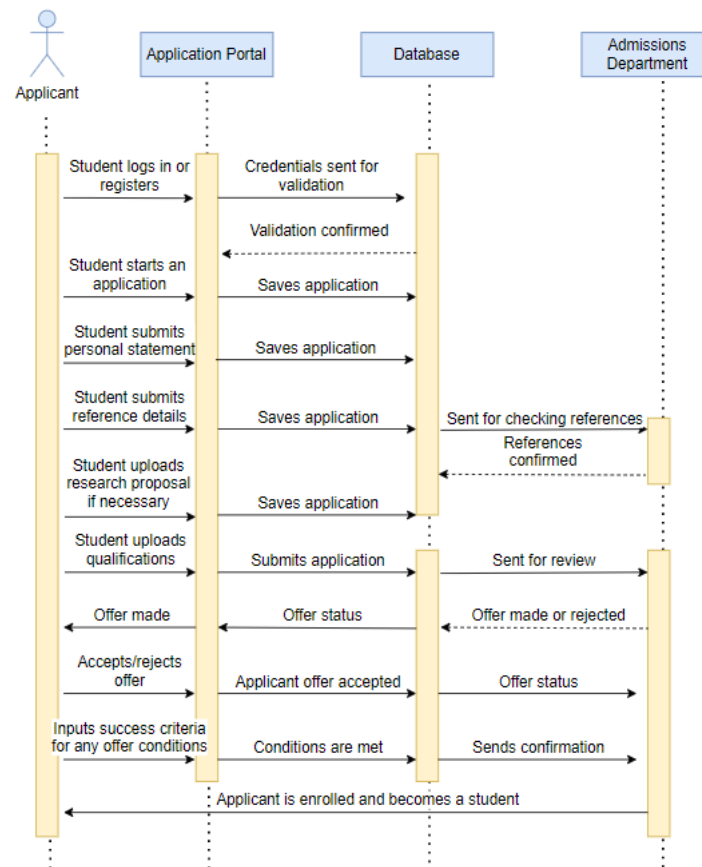 Applicant
Application Portal
Database
Admissions
Department
Student logs in or
registers
Credentials sent for
validation
Validation confirmed
Student starts an
application
Saves application
Student submits
personal statement
Saves application
Student submits
reference details
Saves application
Sent for checking references
References
confirmed
Student uploads
research proposal
if necessary
Saves application
Student uploads
qualifications
Submits application
Sent for review
Offer made
Offer status
Offer made or rejected
Accepts/rejects
offer
Applicant offer accepted
Offer status
Inputs success criteria
for any offer conditions
Conditions are met
Sends confirmation
Applicant is enrolled and becomes a student